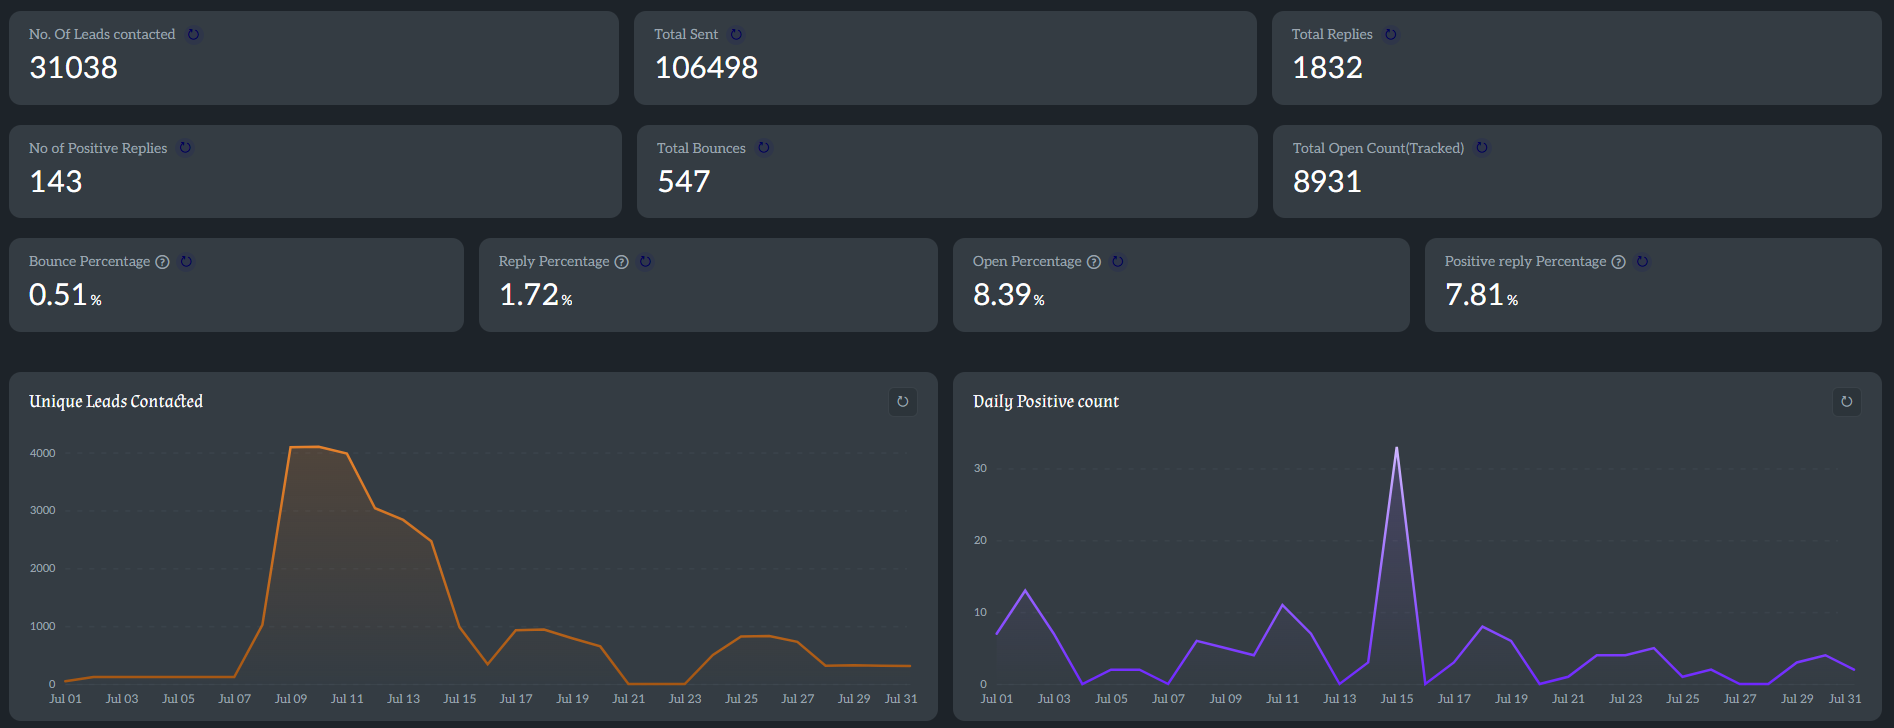 No. Of Leads contacted
31038
Total Sent
106498
Total Replies
1832
No of Positive Replies
143
Total Bounces
547
Total Open Count(Tracked)
8931
Bounce Percentage ?
0.51%
Reply Percentage ?
1.72%
Open Percentage ?
8.39%
Positive reply Percentage ?
7.81%
Unique Leads Contacted
4000
3000
2000
1000
0
Jul 01 Jul 03 Jul 05 Jul 07 Jul 09 Jul 11 Jul 13 Jul 15 Jul 17 Jul 19 Jul 21 Jul 23 Jul 25 Jul 27 Jul 29 Jul 31
Daily Positive count
30
20
10
0
Jul 01 Jul 03 Jul 05 Jul 07 Jul 09 Jul 11 Jul 13 Jul 15 Jul 17 Jul 19 Jul 21 Jul 23 Jul 25 Jul 27 Jul 29 Jul 31